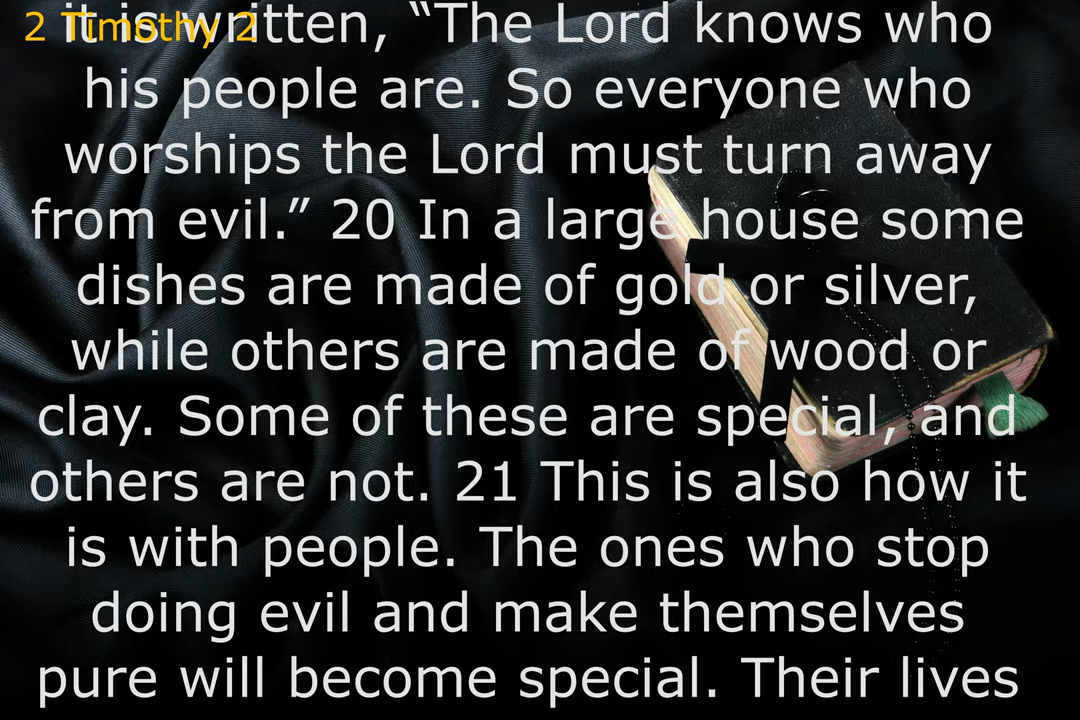 2 Timothy 2
it is written, “The Lord knows who
his people are. So everyone who
worships the Lord must turn away
from evil.” 20 In a large house some
dishes are made of gold or silver,
while others are made of wood or
clay. Some of these are special, and
others are not. 21 This is also how it
is with people. The ones who stop
doing evil and make themselves
pure will become special. Their lives